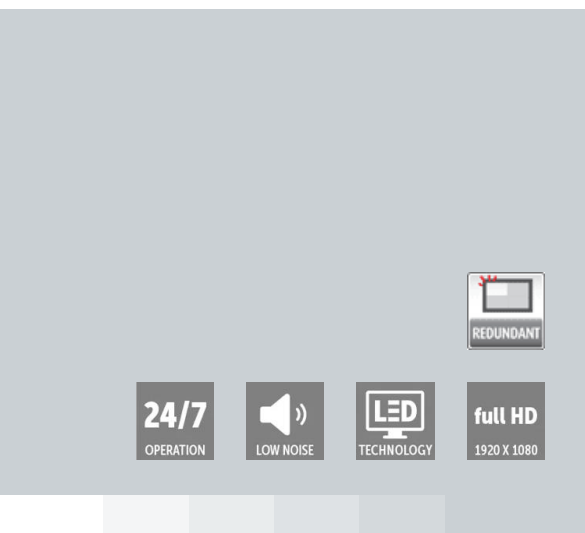 REDUNDANT
24/7
OPERATION
LOW NOISE
LED
TECHNOLOGY
full HD
1920 X 1080